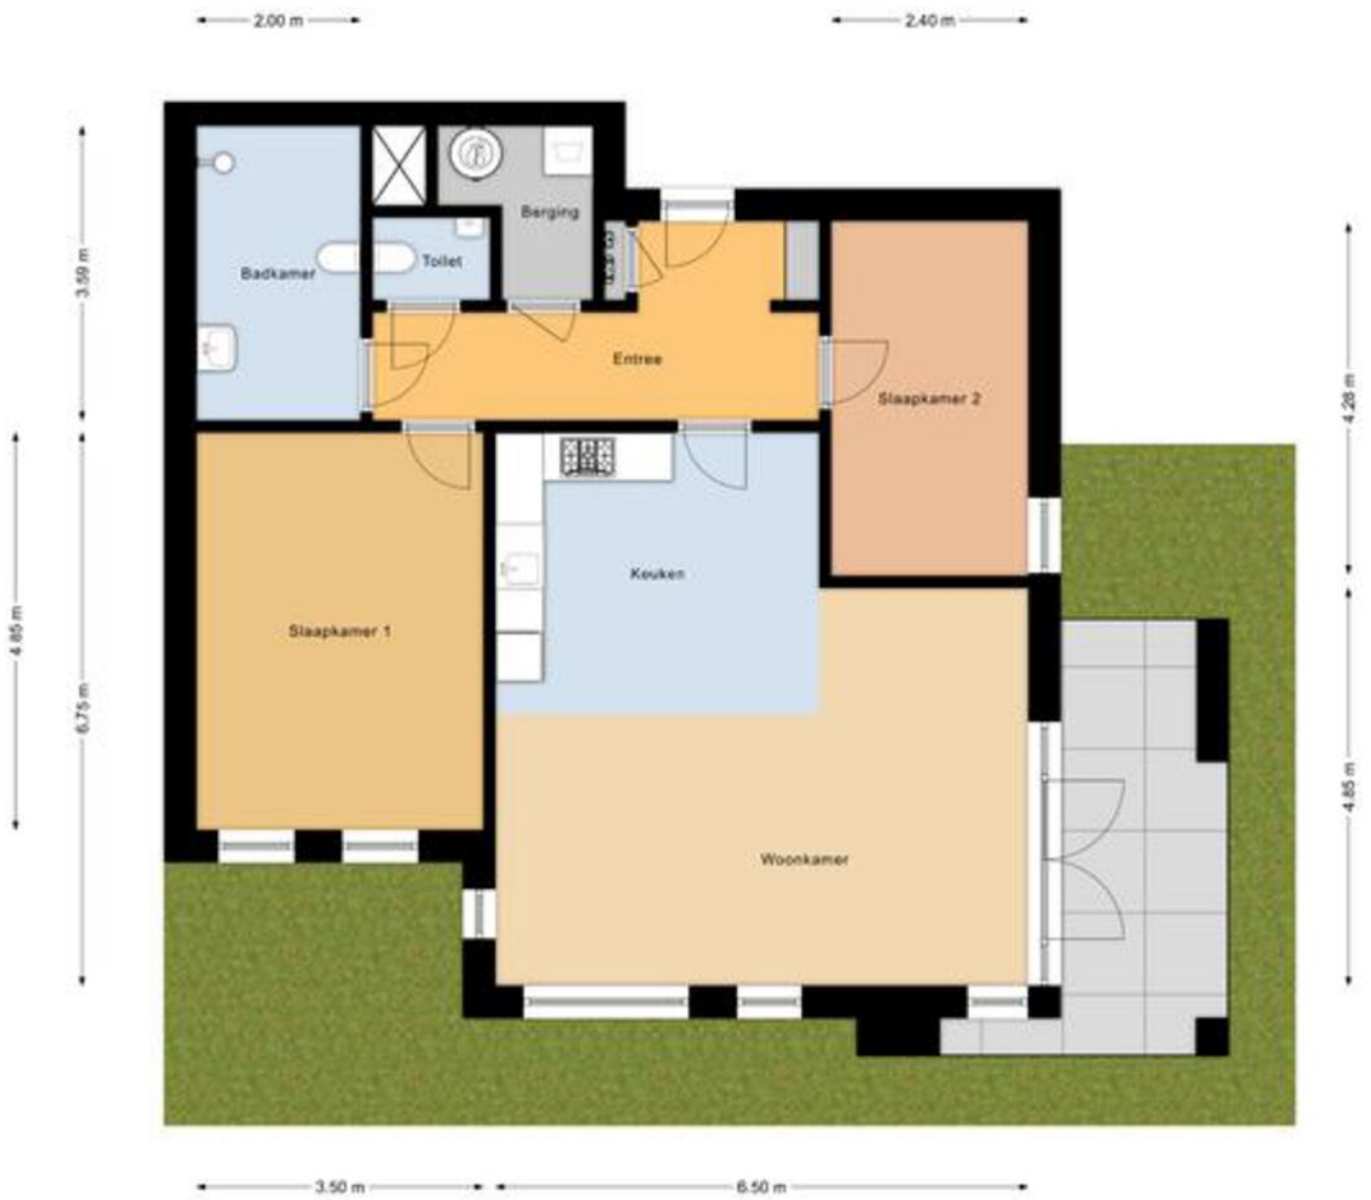 2.00 m
2.40 m
Berging
Toilet
Badkamer
3.59 m
Entree
4.28 m
Slaapkamer 2
Keuken
Slaapkamer 1
4.85 m
6.75 m
4.85 m
Woonkamer
3.50 m
6.50 m